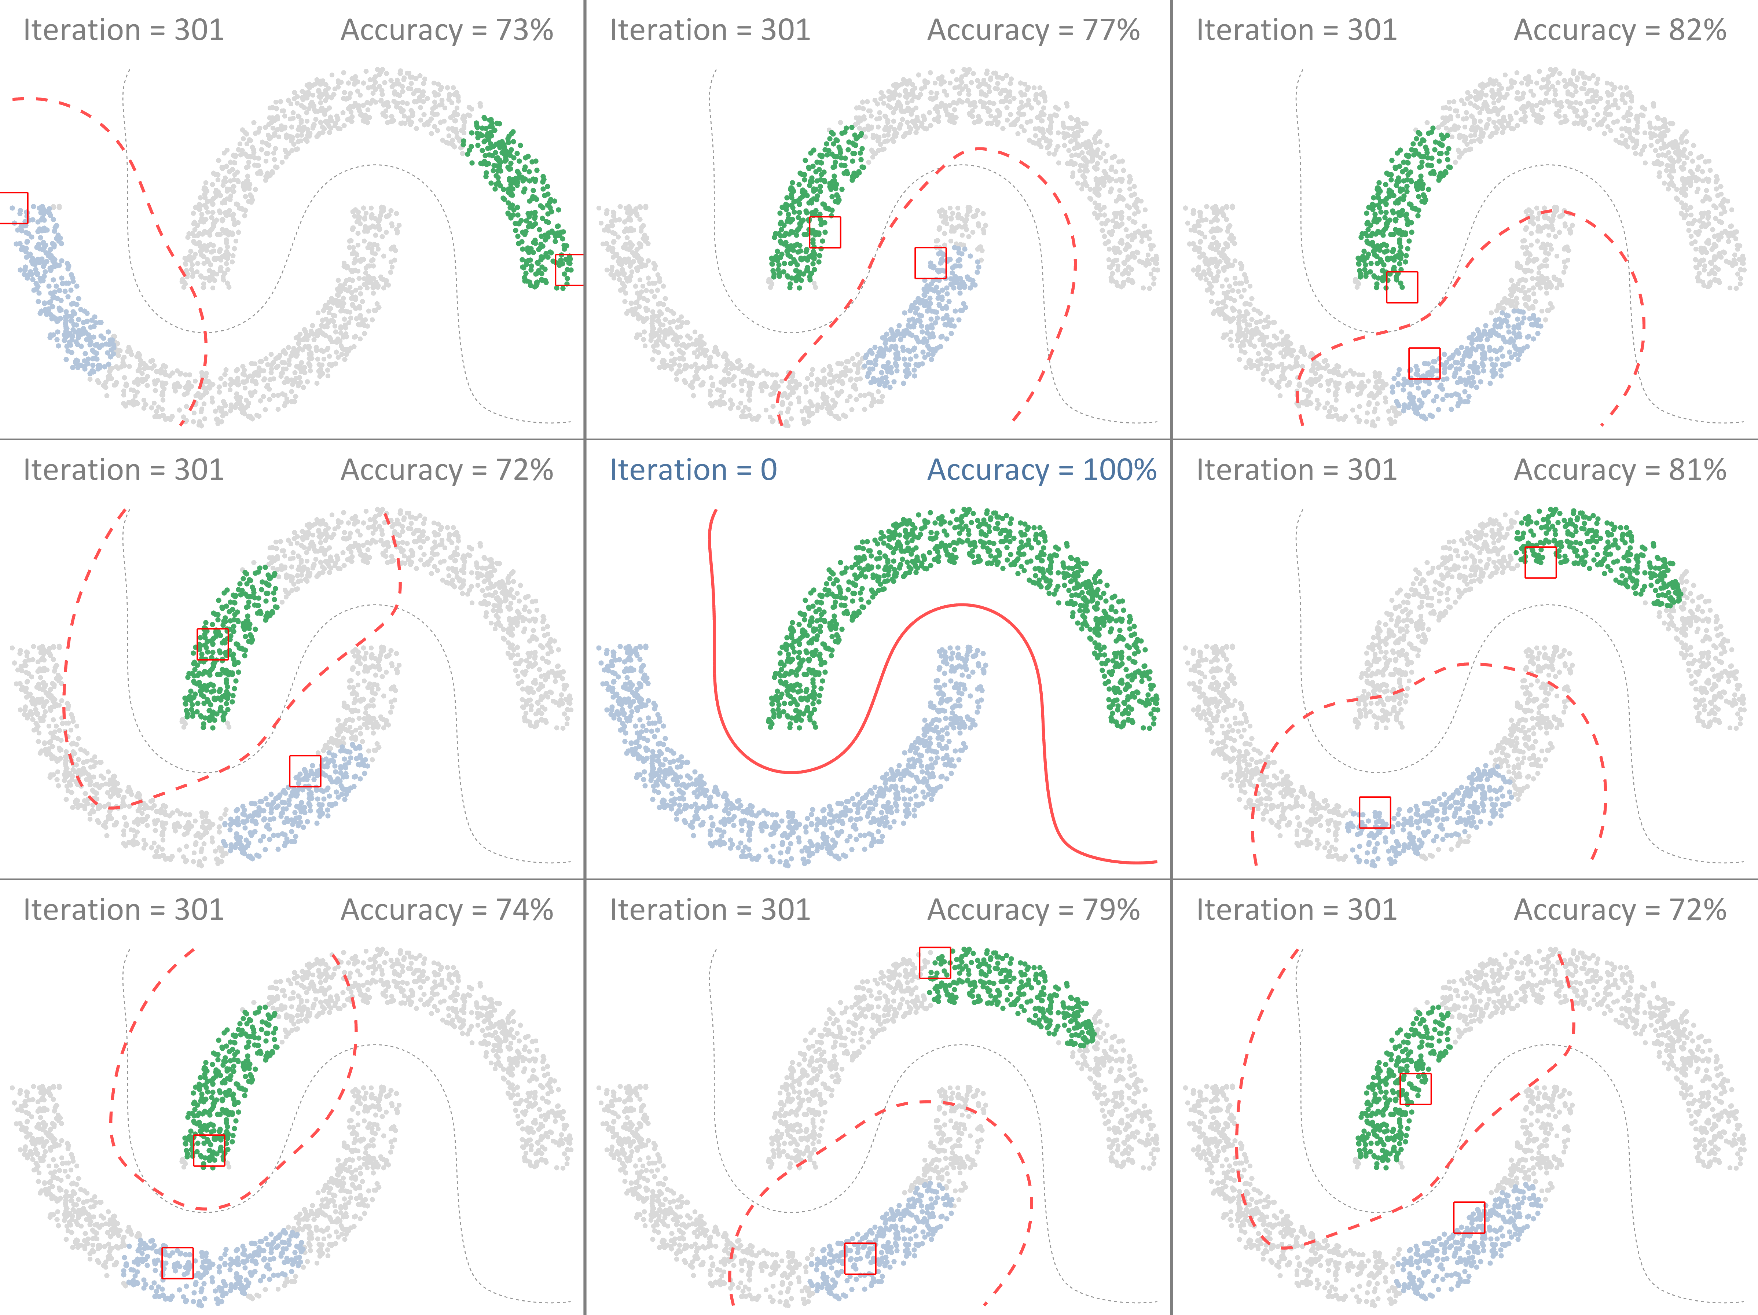 Iteration = 301 Accuracy = 73%
Iteration = 301 Accuracy = 77%
Iteration = 301 Accuracy = 82%
Iteration = 301 Accuracy = 72%
Iteration = 0 Accuracy = 100%
Iteration = 301 Accuracy = 81%
Iteration = 301 Accuracy = 74%
Iteration = 301 Accuracy = 79%
Iteration = 301 Accuracy = 72%